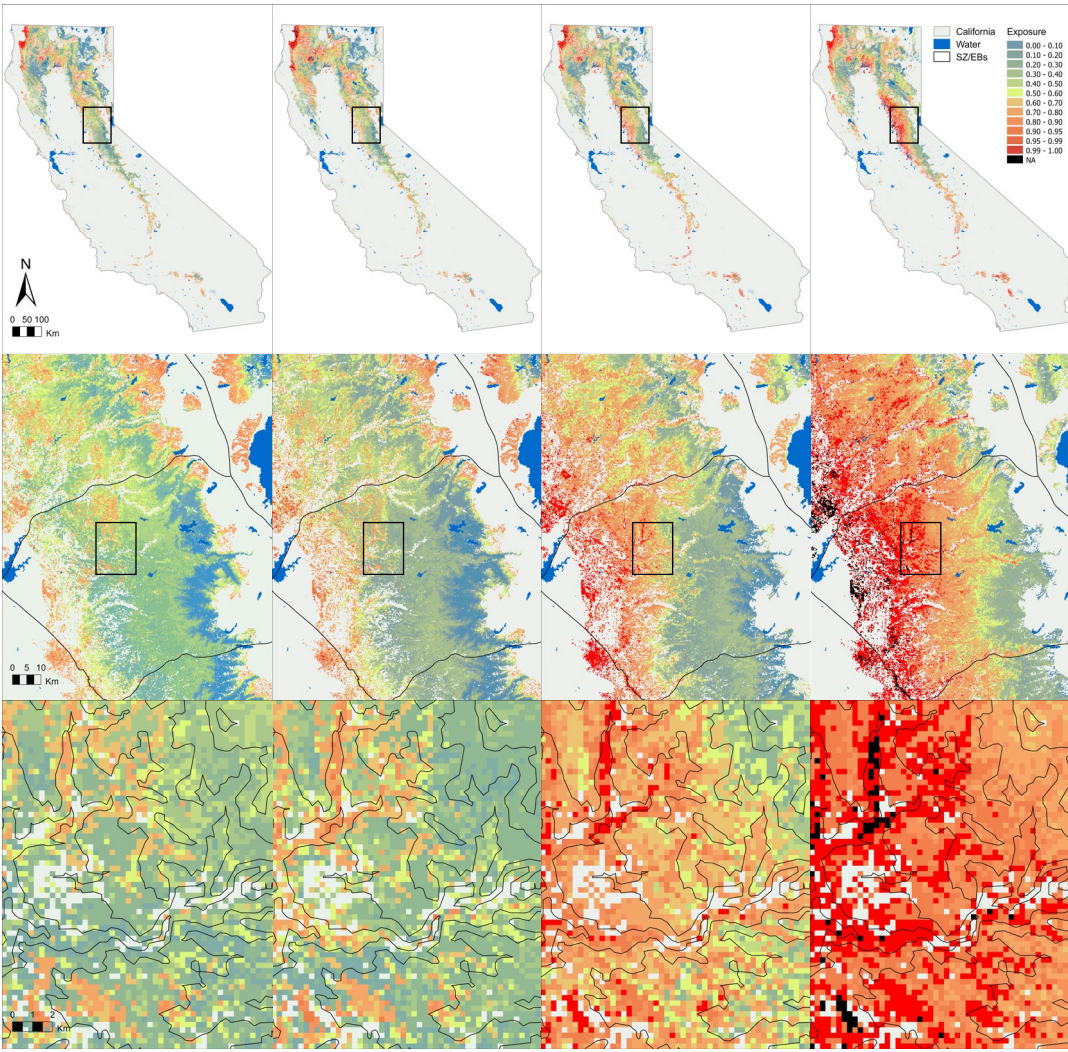 California
Water
SZ/EBs
Exposure
0.00 - 0.10
0.10 - 0.20
0.20 - 0.30
0.30 - 0.40
0.40 - 0.50
0.50 - 0.60
0.60 - 0.70
0.70 - 0.80
0.80 - 0.90
0.90 - 0.95
0.95 - 0.99
0.99 - 1.00
NA
N
0 50 100
Km
0 5 10
Km
0 1 2
Km